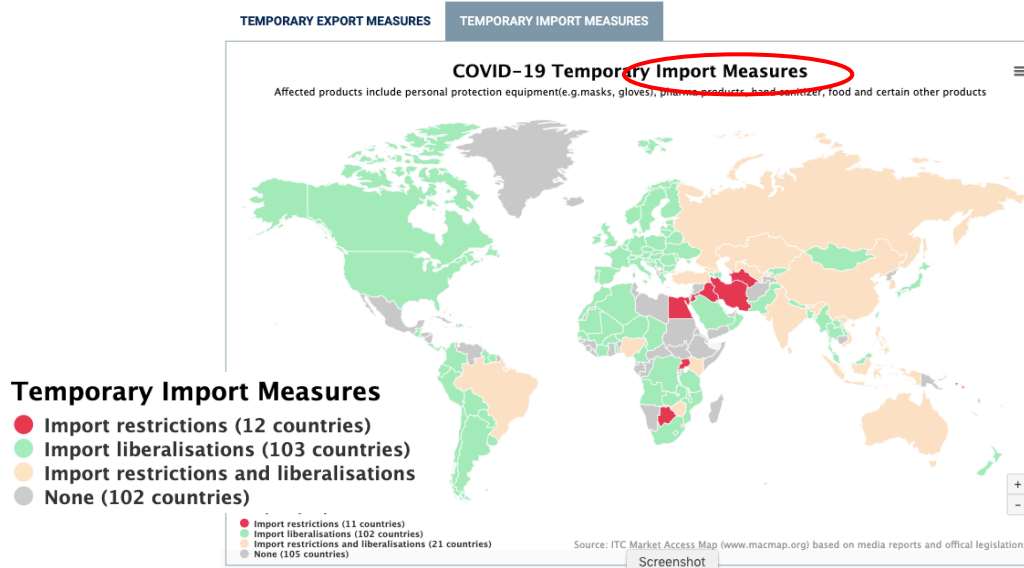 TEMPORARY EXPORT MEASURES
TEMPORARY IMPORT MEASURES
COVID-19 Temporary Import Measures
Affected products include personal protection equipment(e.g.masks, gloves), pharma products, hand sanitizer, food and certain other products
Temporary Import Measures
Import restrictions (12 countries)
Import liberalisations (103 countries)
Import restrictions and liberalisations
None (102 countries)
+
−
Import restrictions (11 countries)
Import liberalisations (102 countries)
Import restrictions and liberalisations (21 countries)
None (105 countries)
Source: ITC Market Access Map (www.macmap.org) based on media reports and offical legislation
Screenshot